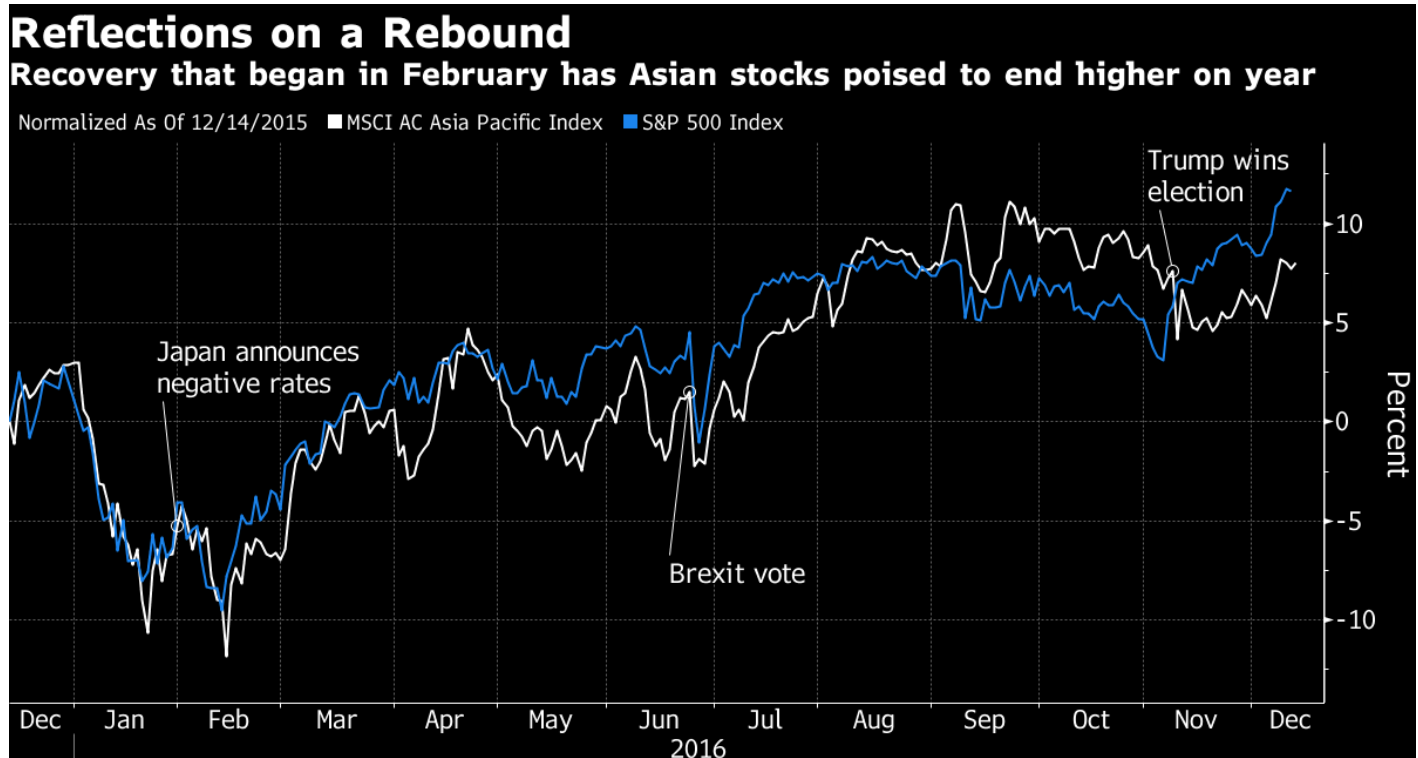 Reflections on a Rebound
Recovery that began in February has Asian stocks poised to end higher on year
Normalized As Of 12/14/2015 MSCI AC Asia Pacific Index S&P 500 Index
Trump wins
election
10
5
Japan announces
negative rates
0
Percent
-5
Brexit vote
-10
Dec Jan Feb Mar Apr May Jun Jul Aug Sep Oct Nov Dec
2016